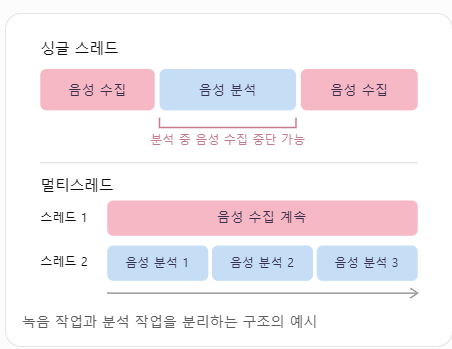 싱글 스레드
음성 수집 음성 분석 음성 수집
분석 중 음성 수집 중단 가능
멀티스레드
스레드 1 음성 수집 계속
스레드 2 음성 분석 1 음성 분석 2 음성 분석 3
녹음 작업과 분석 작업을 분리하는 구조의 예시